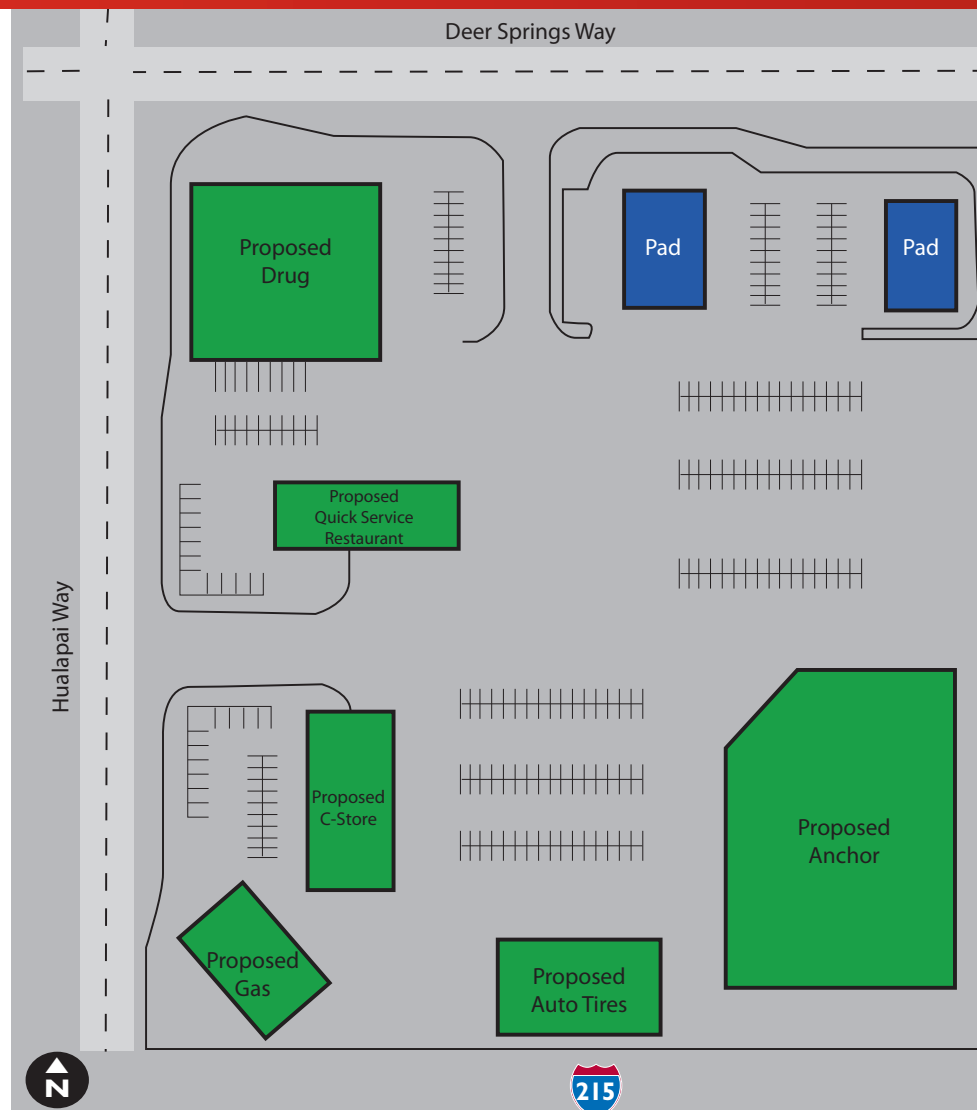 Deer Springs Way
Proposed
Drug
Pad
Pad
Proposed
Quick Service
Restaurant
Hualapai Way
Proposed
C-Store
Proposed
Anchor
Proposed
Gas
Proposed
Auto Tires
N
215